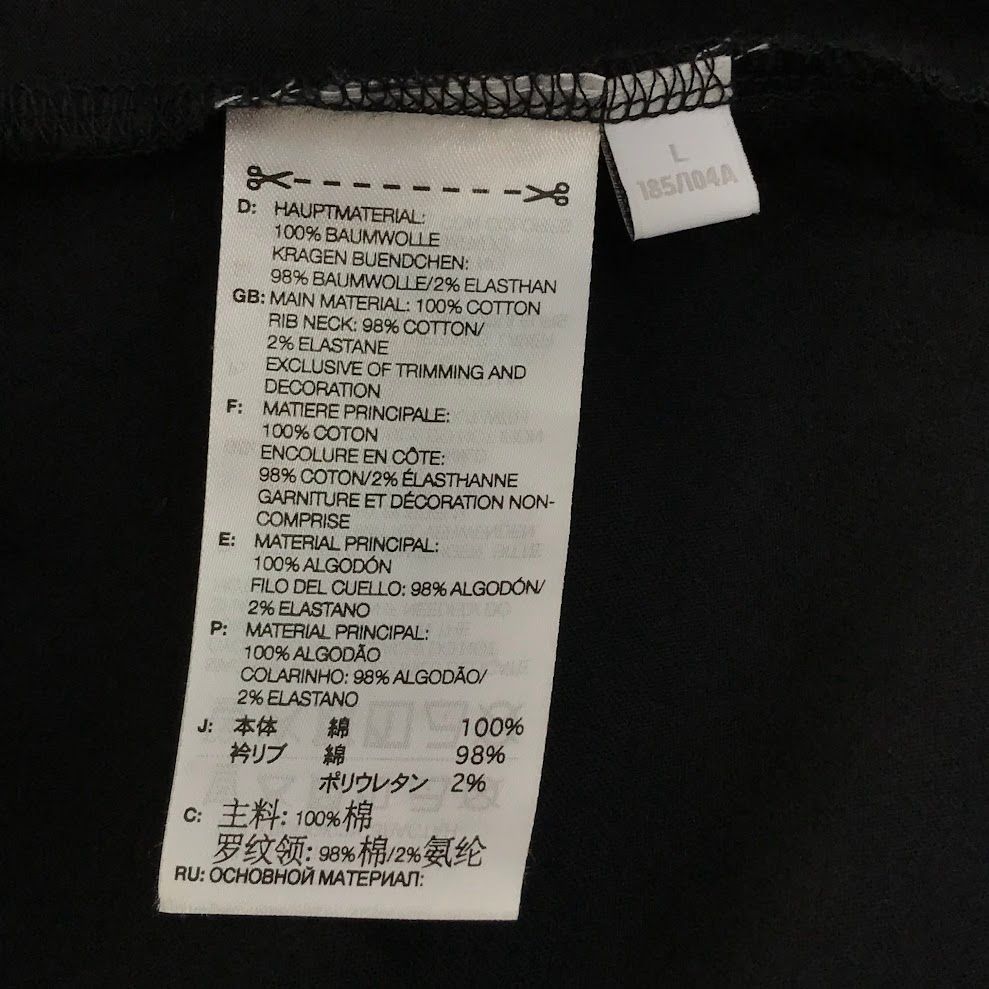 L
185/104A
D: HAUPTMATERIAL:
100% BAUMWOLLE
KRAGEN BUENDCHEN:
98% BAUMWOLLE/2% ELASTHAN
GB: MAIN MATERIAL: 100% COTTON
RIB NECK: 98% COTTON/
2% ELASTANE
EXCLUSIVE OF TRIMMING AND
DECORATION
F: MATIERE PRINCIPALE:
100% COTON
ENCOLURE EN CÔTE:
98% COTON/2% ÉLASTHANNE
GARNITURE ET DÉCORATION NON-
COMPRISE
E: MATERIAL PRINCIPAL:
100% ALGODÓN
FILO DEL CUELLO: 98% ALGODÓN/
2% ELASTANO
P: MATERIAL PRINCIPAL:
100% ALGODÃO
COLARINHO: 98% ALGODÃO/
2% ELASTANO
J: 本体 綿 100%
衿リブ 綿 98%
ポリウレタン 2%
C: 主料: 100%棉
罗纹领: 98%棉/2%氨纶
RU: ОСНОВНОЙ МАТЕРИАЛ: